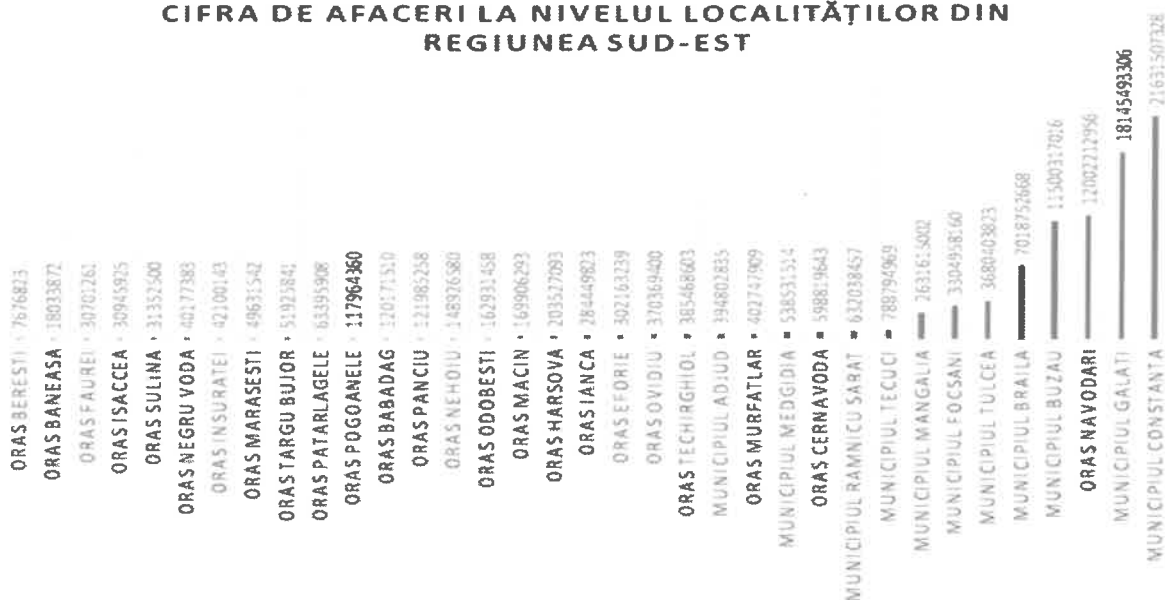 CIFRA DE AFACERI LA NIVELUL LOCALITĂȚILOR DIN
REGIUNEA SUD-EST
ORAS BERESTI 7676823
ORAS BANEASA 18033872
ORAS FAUREI 30701261
ORAS ISACCEA 30945925
ORAS SULINA 31352500
ORAS NEGRU VODA 40177383
ORAS INSURATEI 42100143
ORAS MARASESTI 49631542
ORAS TARGU BUJOR 51925841
ORAS PATARLAGELE 63395908
ORAS POGOANELE 117964360
ORAS BABADAG 120171510
ORAS PANCIU 121985258
ORAS NEHOIU 148926580
ORAS ODOBESTI 162931458
ORAS MACIN 169906293
ORAS HARSOVA 203527093
ORAS IANCA 284449823
ORAS EFORIE 302163239
ORAS OVIDIU 370369400
ORAS TECHIRGHIOL 385468603
MUNICIPIUL ADJUD 394802835
ORAS MURFATLAR 402747909
MUNICIPIUL MEDGIDIA 538531514
ORAS CERNAVODA 598819643
MUNICIPIUL RAMNICU SARAT 632038457
MUNICIPIUL TECUCI 788794969
MUNICIPIUL MANGALIA 2631615002
MUNICIPIUL FOCSANI 3304958160
MUNICIPIUL TULCEA 3680403823
MUNICIPIUL BRAILA 7018752668
MUNICIPIUL BUZAU 11500317016
ORAS NAVODARI 12002212956
MUNICIPIUL GALATI 18145493306
MUNICIPIUL CONSTANTA 21631507328